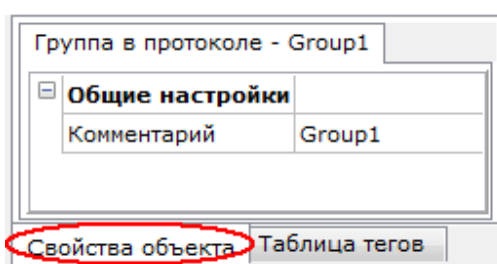 Группа в протоколе - Group1
Общие настройки
Комментарий Group1
Свойства объекта Таблица тегов